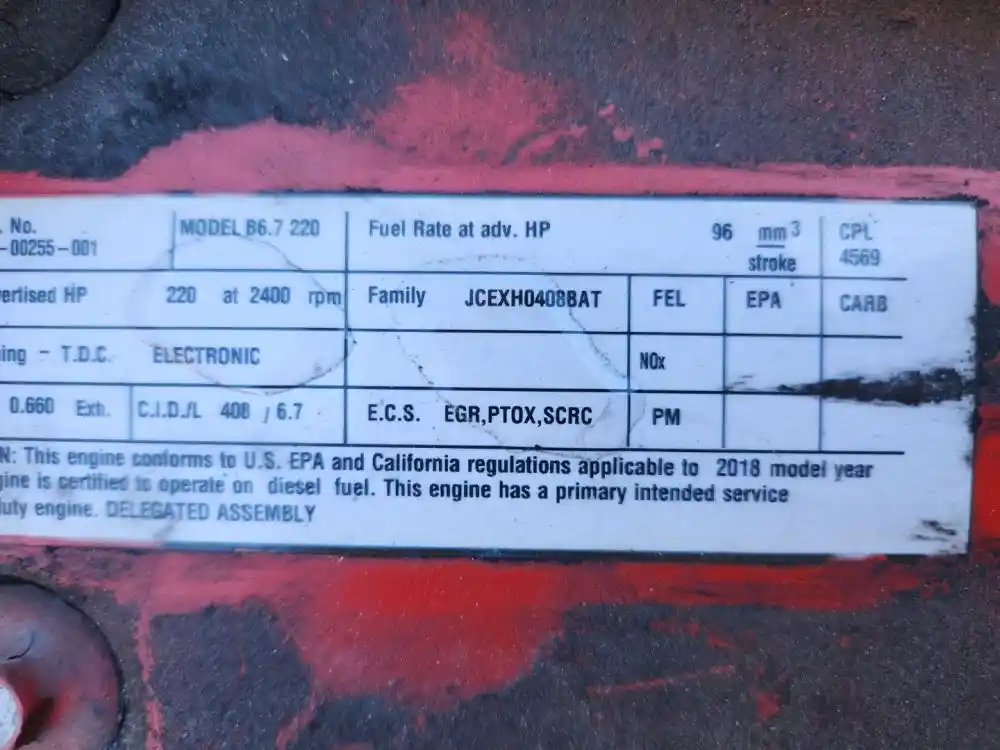 . No. MODEL B6.7 220 Fuel Rate at adv. HP 96 mm3 CPL
-00255-001 stroke 4569
ertised HP 220 at 2400 rpm Family JCEXH0408BAT FEL EPA CARB
ing - T.D.C. ELECTRONIC NOx
0.660 Exh. C.I.D./L 408 / 6.7 E.C.S. EGR,PTOX,SCRC PM
N: This engine conforms to U.S. EPA and California regulations applicable to 2018 model year
gine is certified to operate on diesel fuel. This engine has a primary intended service
duty engine. DELEGATED ASSEMBLY